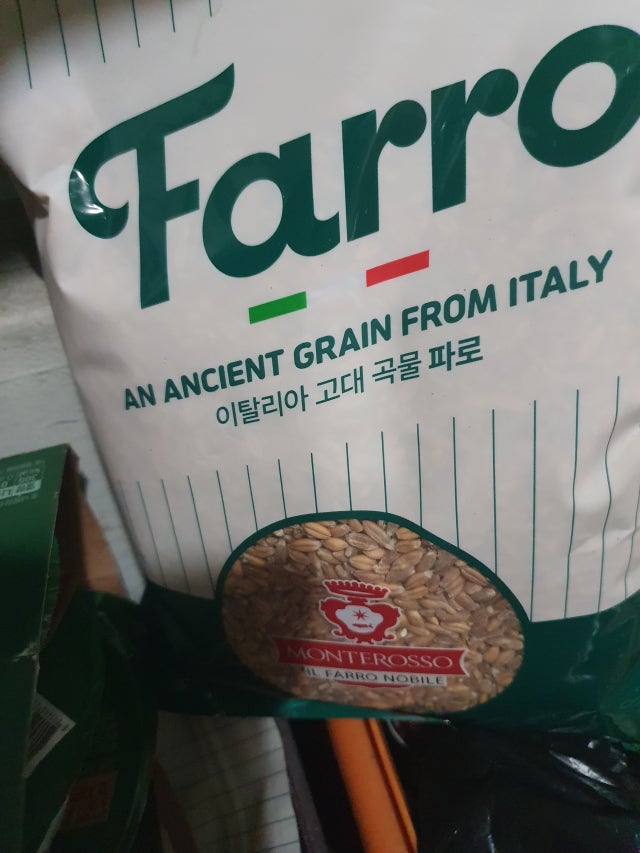 Farro
AN ANCIENT GRAIN FROM ITALY
이탈리아 고대 곡물 파로
MONTEROSSO
IL FARRO NOBILE